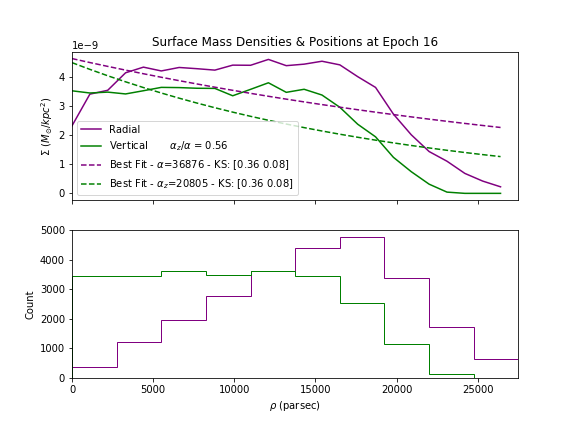 Surface Mass Densities & Positions at Epoch 16
1e−9
4
3
2
1
0
Σ (M⊙/kpc²)
Radial
Vertical α_z/α = 0.56
Best Fit - α=36876 - KS: [0.36 0.08]
Best Fit - α_z=20805 - KS: [0.36 0.08]
5000
4000
3000
2000
1000
0
Count
0 5000 10000 15000 20000 25000
ρ (parsec)